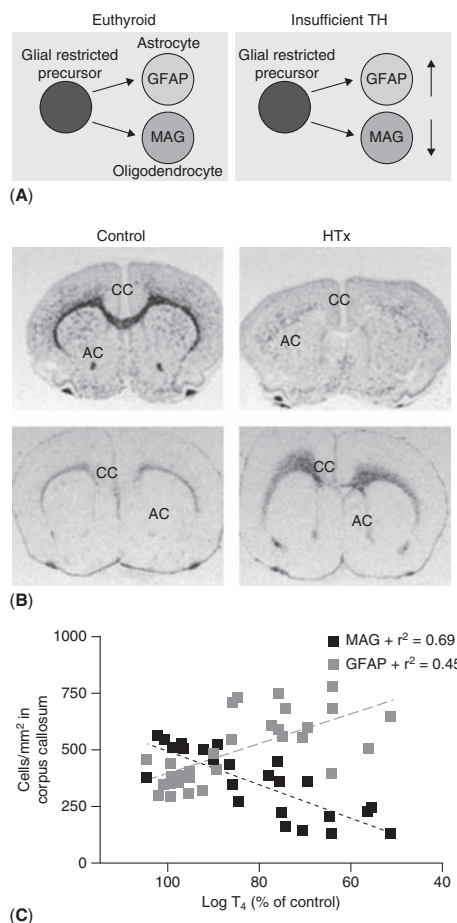 Euthyroid
Insufficient TH
Astrocyte
Glial restricted
precursor
GFAP
MAG
Oligodendrocyte
Glial restricted
precursor
GFAP
MAG
(A)
Control
HTx
CC
AC
CC
AC
CC
AC
CC
AC
(B)
1000
750
500
250
0
Cells/mm² in
corpus callosum
MAG + r² = 0.69
GFAP + r² = 0.45
100
80
60
40
Log T₄ (% of control)
(C)